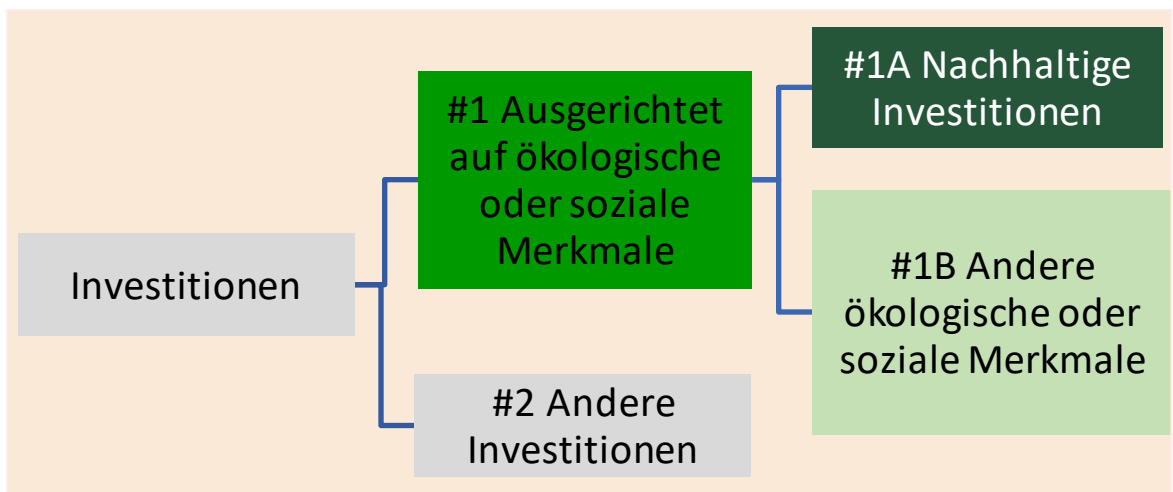 Investitionen
#1 Ausgerichtet
auf ökologische
oder soziale
Merkmale
#2 Andere
Investitionen
#1A Nachhaltige
Investitionen
#1B Andere
ökologische oder
soziale Merkmale